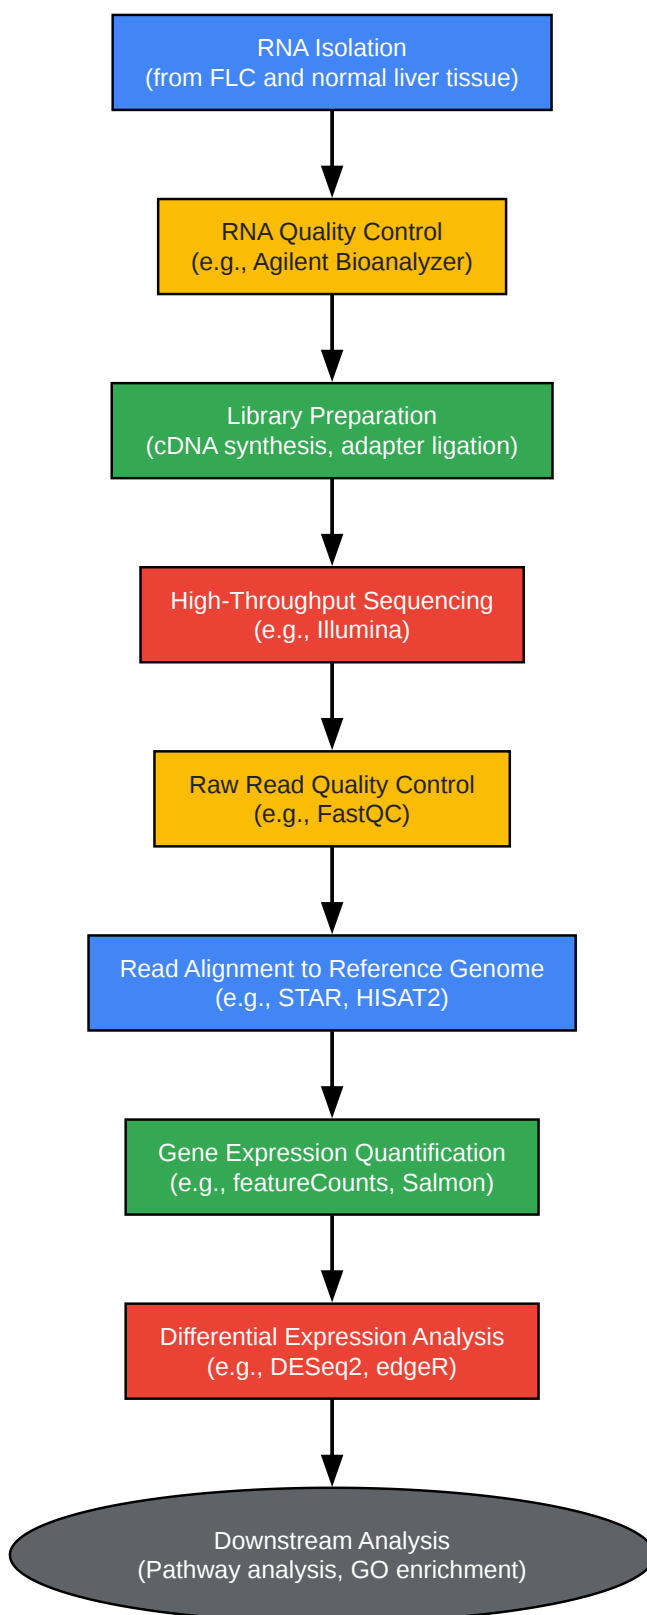 RNA Isolation
(from FLC and normal liver tissue)
RNA Quality Control
(e.g., Agilent Bioanalyzer)
Library Preparation
(cDNA synthesis, adapter ligation)
High-Throughput Sequencing
(e.g., Illumina)
Raw Read Quality Control
(e.g., FastQC)
Read Alignment to Reference Genome
(e.g., STAR, HISAT2)
Gene Expression Quantification
(e.g., featureCounts, Salmon)
Differential Expression Analysis
(e.g., DESeq2, edgeR)
Downstream Analysis
(Pathway analysis, GO enrichment)